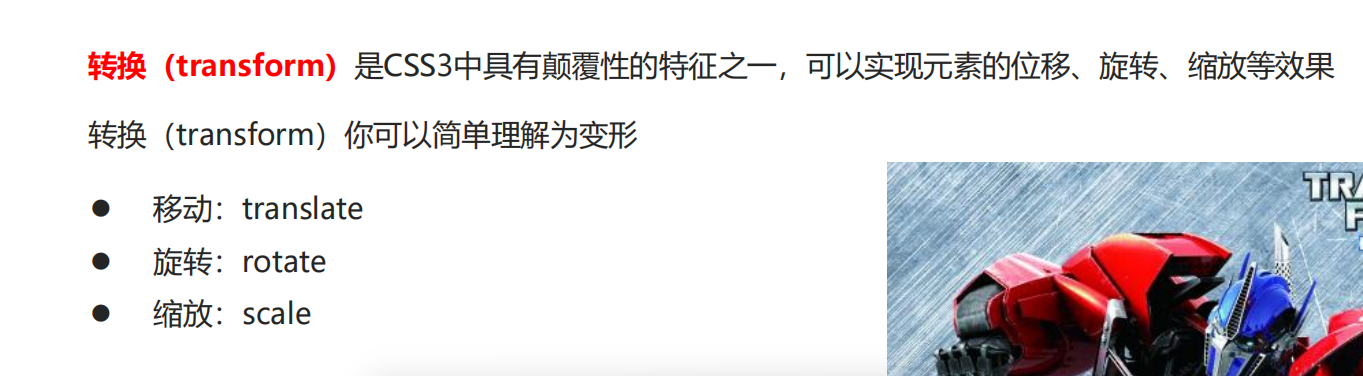 转换（transform）是CSS3中具有颠覆性的特征之一，可以实现元素的位移、旋转、缩放等效果
转换（transform）你可以简单理解为变形
● 移动：translate
● 旋转：rotate
● 缩放：scale